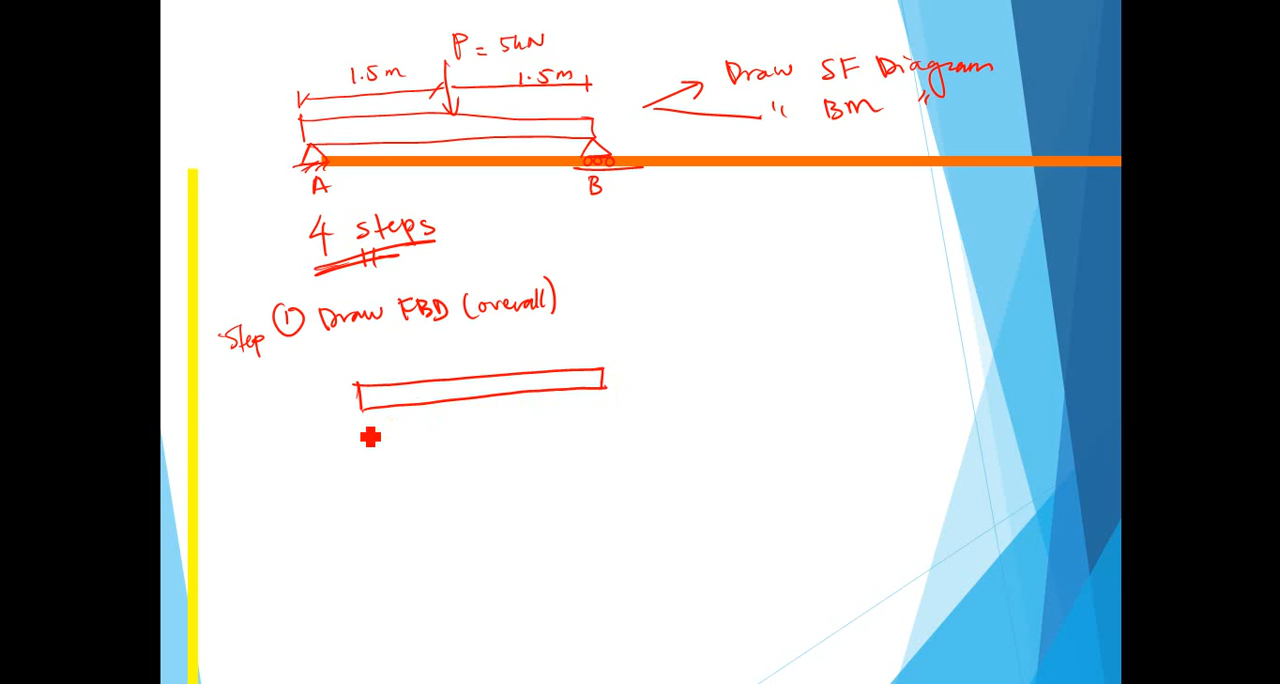 P = 5kN
1.5m 1.5m
Draw SF Diagram
" BM "
A B
4 steps
Step ① Draw FBD (overall)